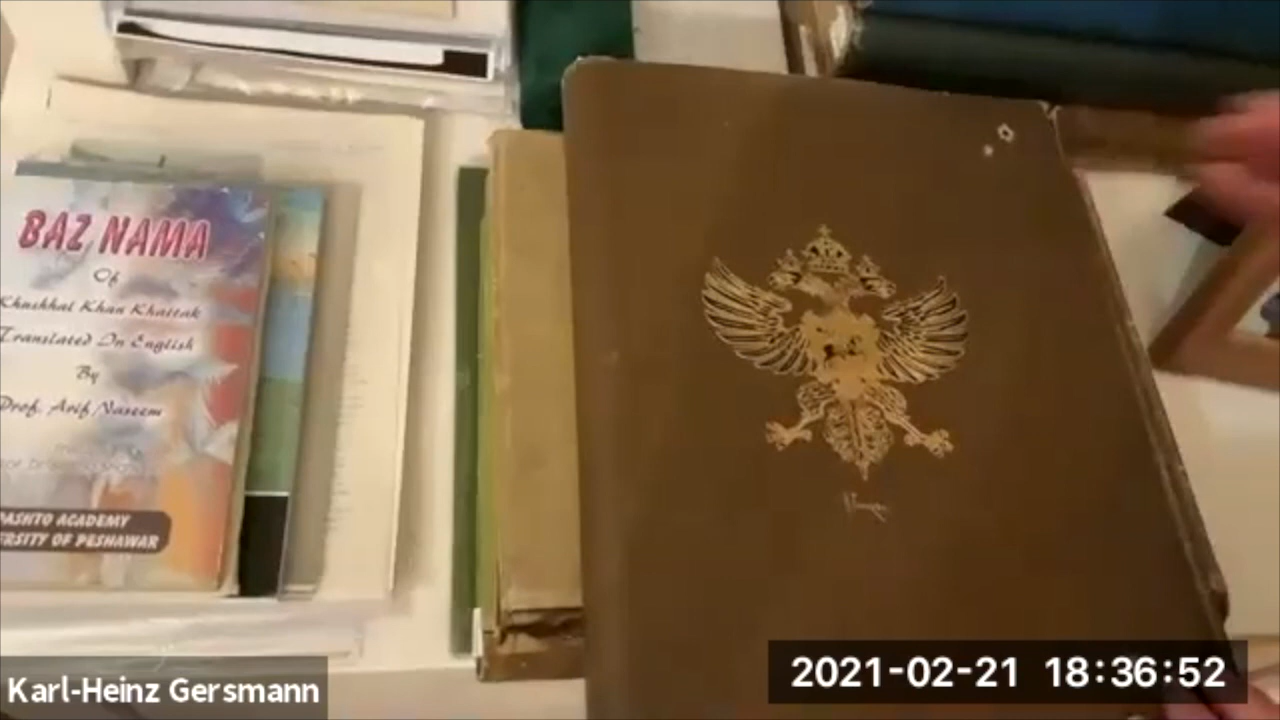 BAZ NAMA
Of
Khushhal Khan Khattak
Translated In English
By
Prof. Arif Naseem
PASHTO ACADEMY
ERSITY OF PESHAWAR
Karl-Heinz Gersmann
2021-02-21 18:36:52